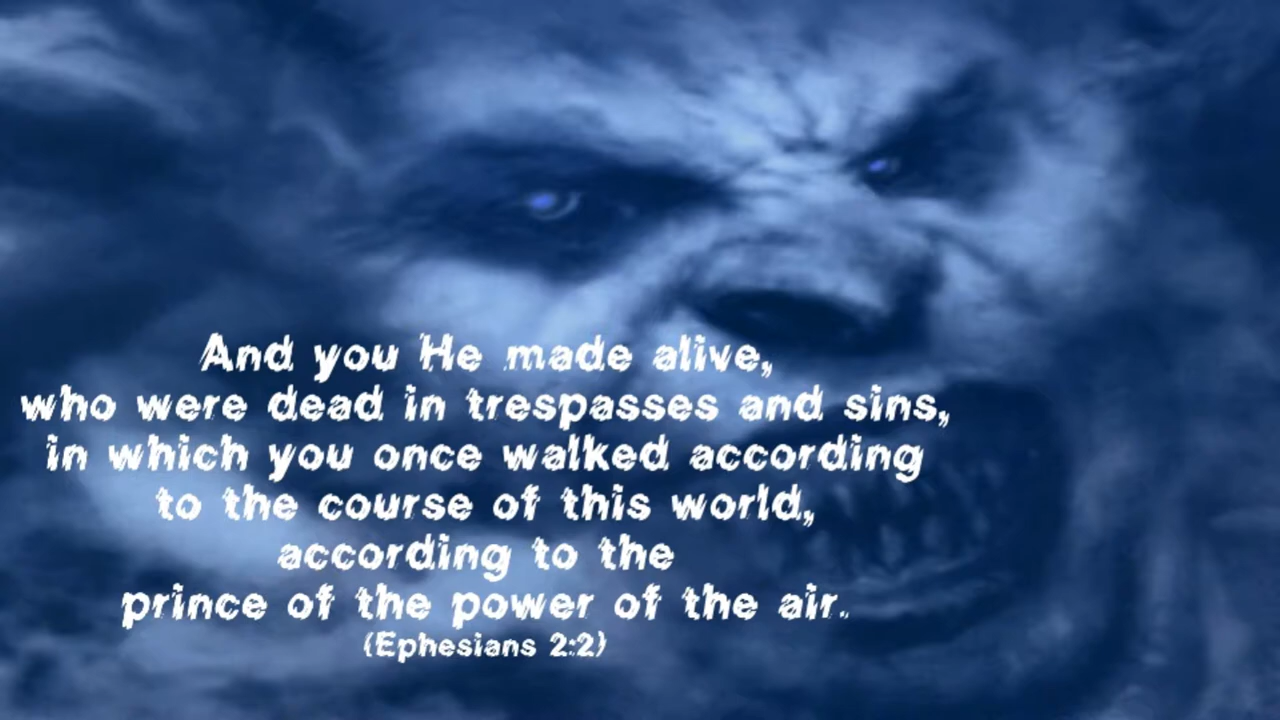 And you He made alive,
who were dead in trespasses and sins,
in which you once walked according
to the course of this world,
according to the
prince of the power of the air.
(Ephesians 2:2)